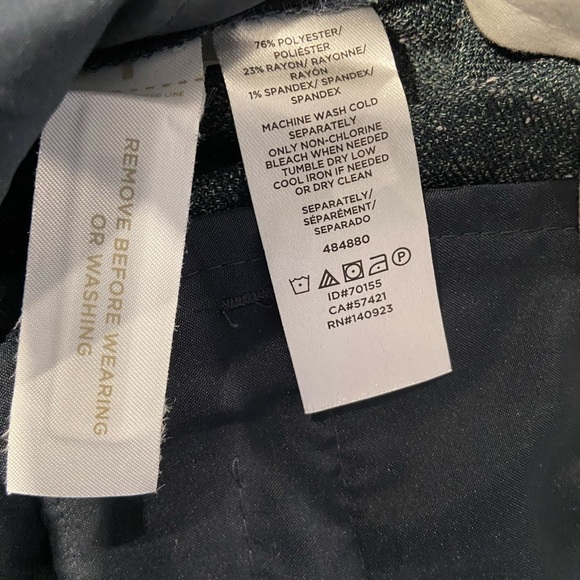 76% POLYESTER/
POLIÉSTER
23% RAYON/ RAYONNE/
RAYÓN
1% SPANDEX/ SPANDEX/
SPANDEX
MACHINE WASH COLD
SEPARATELY
ONLY NON-CHLORINE
BLEACH WHEN NEEDED
TUMBLE DRY LOW
COOL IRON IF NEEDED
OR DRY CLEAN
SEPARATELY/
SÉPARÉMENT/
SEPARADO
484880
P
ID#70155
CA#57421
RN#140923
LINE
REMOVE BEFORE WEARING
OR WASHING